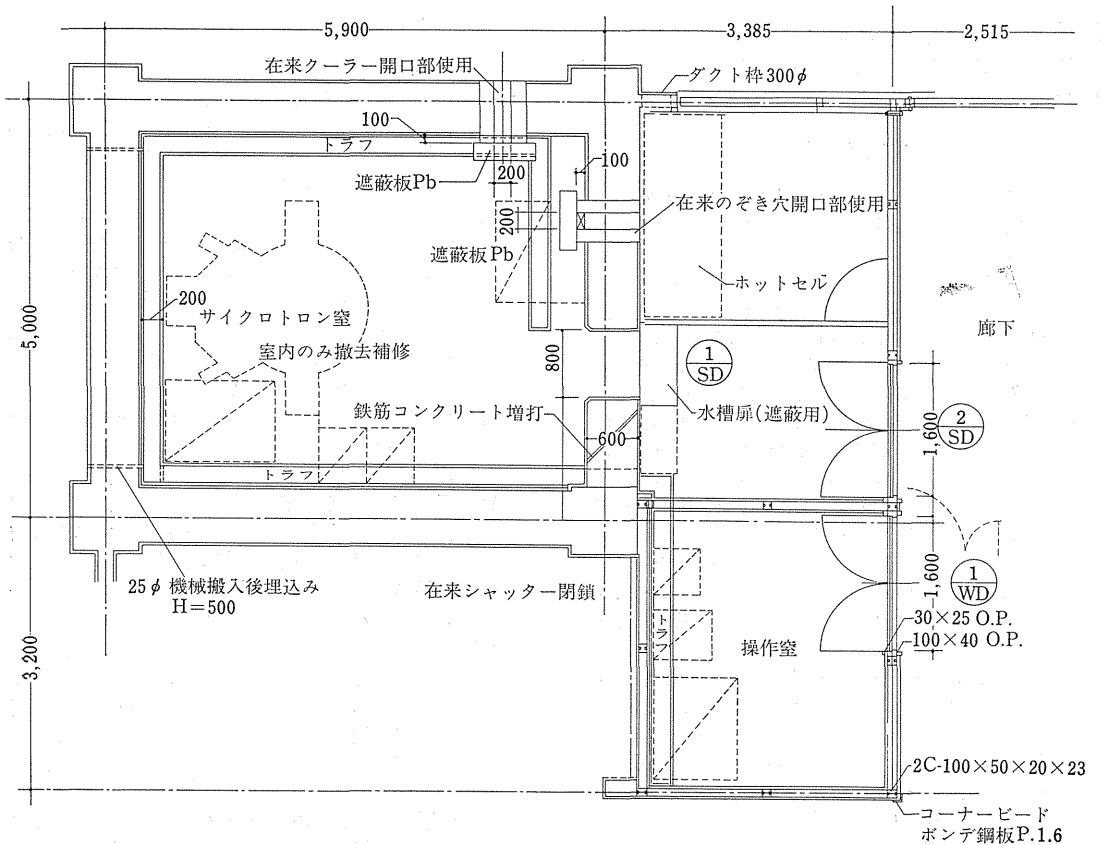 5,900
3,385
2,515
在来クーラー開口部使用
ダクト枠300φ
100
トラフ
100
遮蔽板Pb
200
在来のぞき穴開口部使用
200
遮蔽板Pb
ホットセル
200
サイクロトロン室
廊下
5,000
室内のみ撤去補修
800
1
SD
鉄筋コンクリート増打
水槽扉(遮蔽用)
600
1,600
2
SD
トラフ
25φ 機械搬入後埋込み
H=500
在来シャッター閉鎖
1,600
1
WD
30×25 O.P.
トラフ
操作室
100×40 O.P.
3,200
2C-100×50×20×23
コーナービード
ボンデ鋼板P.1.6